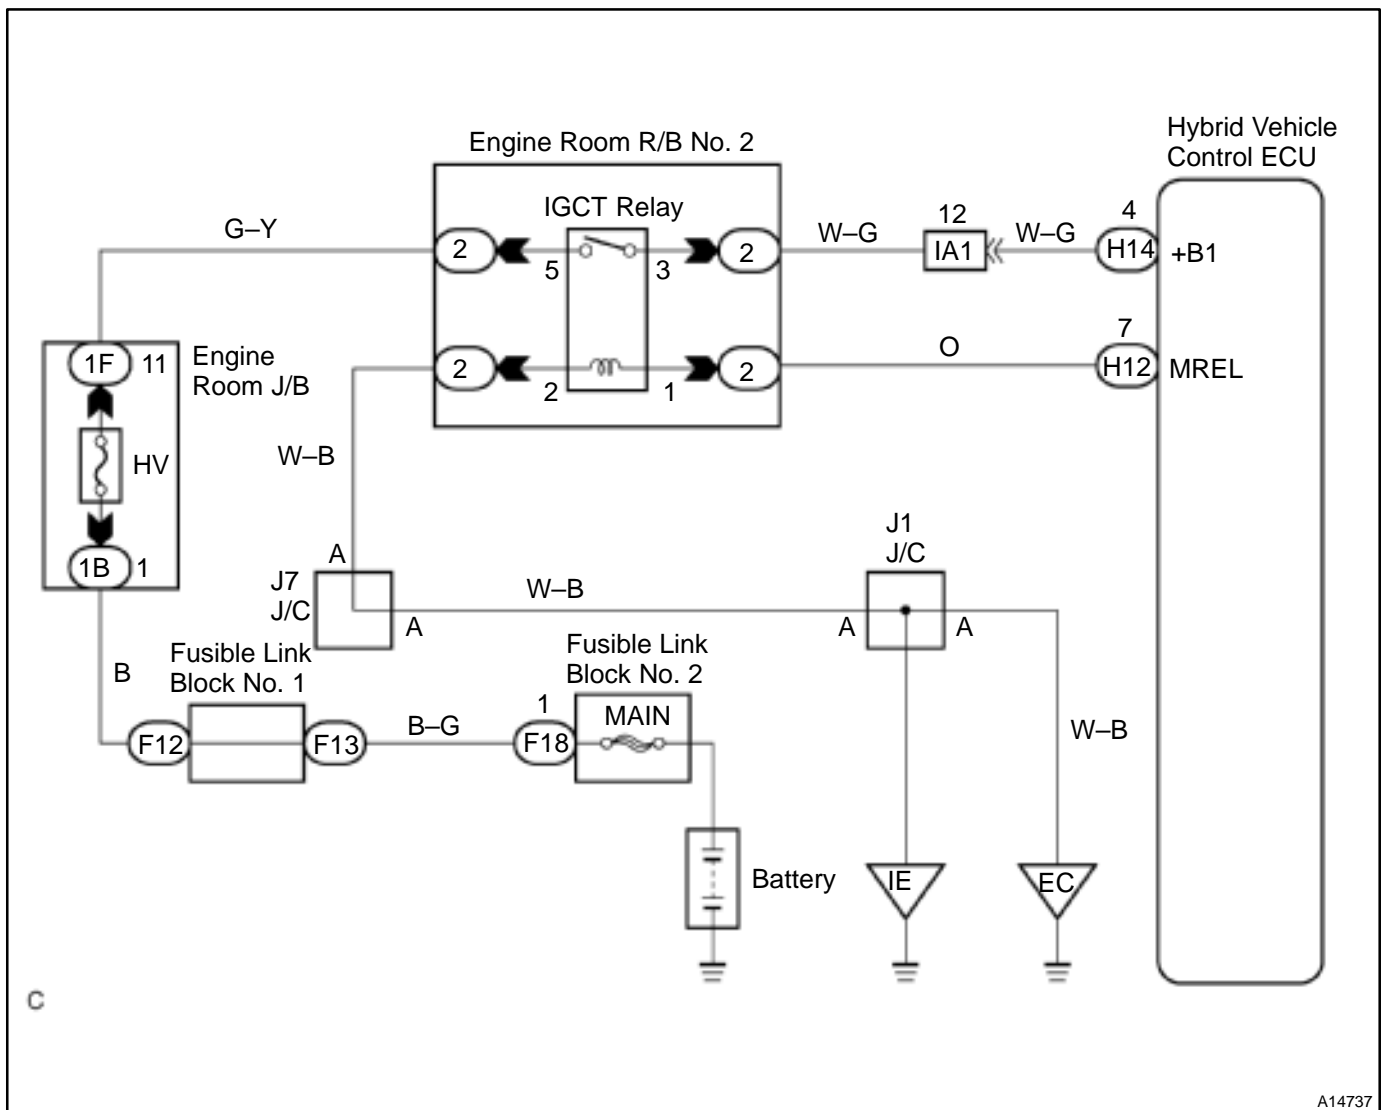 Hybrid Vehicle
Control ECU
Engine Room R/B No. 2
IGCT Relay
G–Y
2
5
3
2
W–G
12
IA1
W–G
4
H14
+B1
2
2
1
2
O
7
H12
MREL
1F
11
Engine
Room J/B
HV
1B
1
W–B
A
J7
J/C
A
W–B
J1
J/C
A
A
B
Fusible Link
Block No. 1
F12
F13
B–G
Fusible Link
Block No. 2
1
F18
MAIN
W–B
Battery
IE
EC
C
A14737